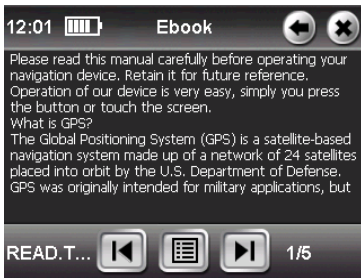 12:01 Ebook
Please read this manual carefully before operating your
navigation device. Retain it for future reference.
Operation of our device is very easy, simply you press
the button or touch the screen.
What is GPS?
The Global Positioning System (GPS) is a satellite-based
navigation system made up of a network of 24 satellites
placed into orbit by the U.S. Department of Defense.
GPS was originally intended for military applications, but
READ.T... 1/5